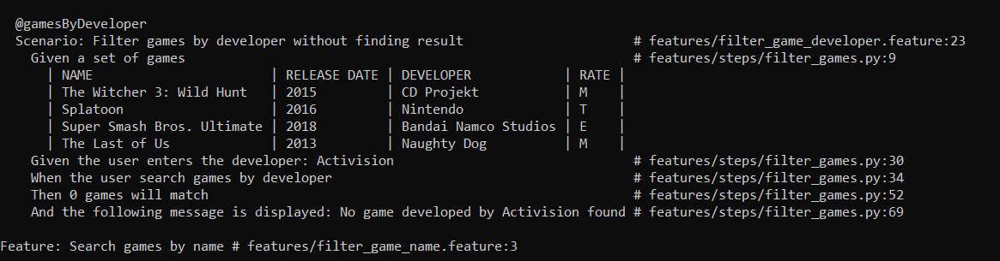 @gamesByDeveloper
Scenario: Filter games by developer without finding result # features/filter_game_developer.feature:23
Given a set of games # features/steps/filter_games.py:9
| NAME | RELEASE DATE | DEVELOPER | RATE |
| The Witcher 3: Wild Hunt | 2015 | CD Projekt | M |
| Splatoon | 2016 | Nintendo | T |
| Super Smash Bros. Ultimate | 2018 | Bandai Namco Studios | E |
| The Last of Us | 2013 | Naughty Dog | M |
Given the user enters the developer: Activision # features/steps/filter_games.py:30
When the user search games by developer # features/steps/filter_games.py:34
Then 0 games will match # features/steps/filter_games.py:52
And the following message is displayed: No game developed by Activision found # features/steps/filter_games.py:69
Feature: Search games by name # features/filter_game_name.feature:3